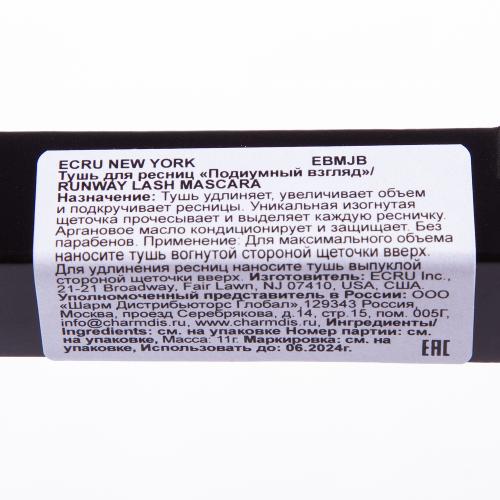 ECRU NEW YORK EBMJB
Тушь для ресниц «Подиумный взгляд»/
RUNWAY LASH MASCARA
Назначение: Тушь удлиняет, увеличивает объем
и подкручивает ресницы. Уникальная изогнутая
щеточка прочесывает и выделяет каждую ресничку.
Аргановое масло кондиционирует и защищает. Без
парабенов. Применение: Для максимального объема
наносите тушь вогнутой стороной щеточки вверх.
Для удлинения ресниц наносите тушь выпуклой
стороной щеточки вверх. Изготовитель: ECRU Inc.,
21-21 Broadway, Fair Lawn, NJ 07410, USA, США.
Уполномоченный представитель в России: ООО
«Шарм Дистрибьюторс Глобал», 129343 Россия,
Москва, проезд Серебрякова, д.14, стр.15, пом. 005Г,
info@charmdis.ru, www.charmdis.ru. Ингредиенты/
Ingredients: см. на упаковке. Номер партии: см.
на упаковке, Масса: 11г. Маркировка: см. на
упаковке, Использовать до: 06.2024г.
EAC